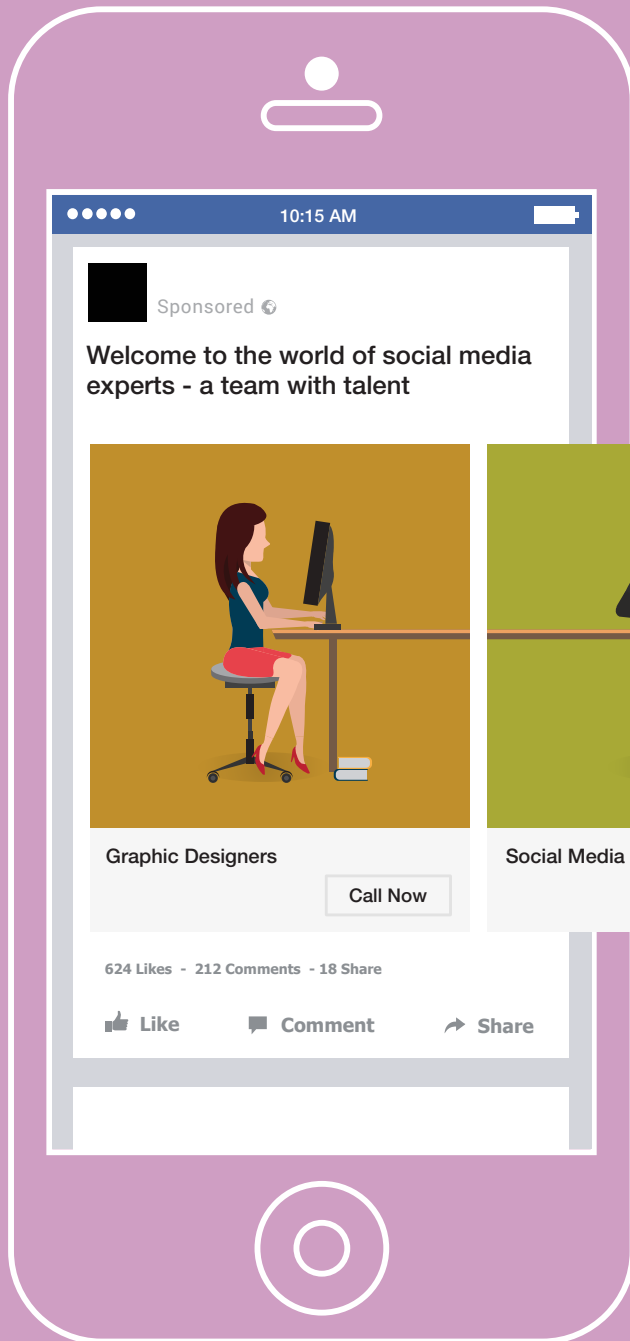 10:15 AM
Sponsored
Welcome to the world of social media
experts - a team with talent
Graphic Designers
Social Media
Call Now
624 Likes - 212 Comments - 18 Share
Like Comment Share